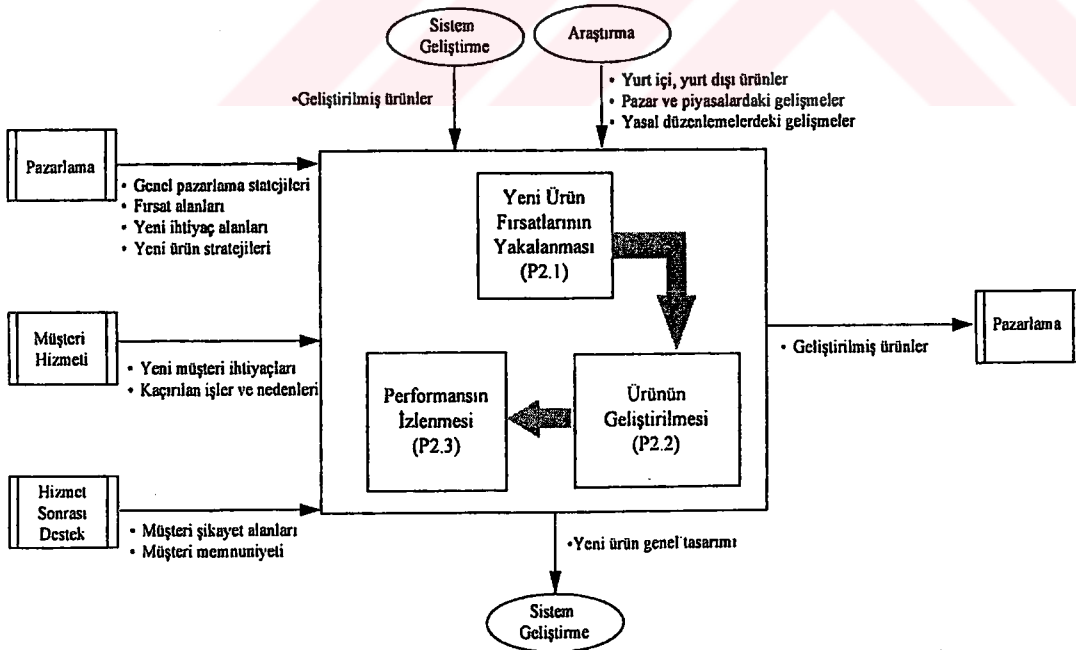 Sistem
Geliştirme
Araştırma
•Geliştirilmiş ürünler
• Yurt içi, yurt dışı ürünler
• Pazar ve piyasalardaki gelişmeler
• Yasal düzenlemelerdeki gelişmeler
Pazarlama
• Genel pazarlama statejileri
• Fırsat alanları
• Yeni ihtiyaç alanları
• Yeni ürün stratejileri
Yeni Ürün
Fırsatlarının
Yakalanması
(P2.1)
Müşteri
Hizmeti
• Yeni müşteri ihtiyaçları
• Kaçırılan işler ve nedenleri
Pazarlama
• Geliştirilmiş ürünler
Performansın
İzlenmesi
(P2.3)
Ürünün
Geliştirilmesi
(P2.2)
Hizmet
Sonrası
Destek
• Müşteri şikayet alanları
• Müşteri memnuniyeti
•Yeni ürün genel tasarımı
Sistem
Geliştirme